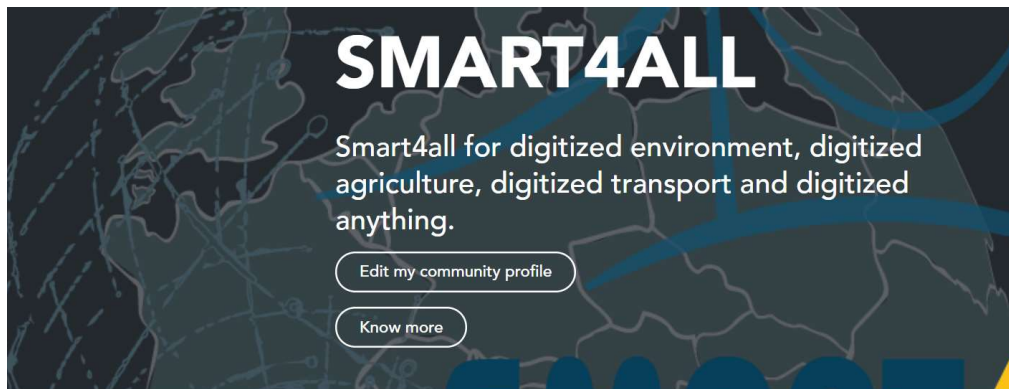 SMART4ALL
Smart4all for digitized environment, digitized
agriculture, digitized transport and digitized
anything.
Edit my community profile
Know more